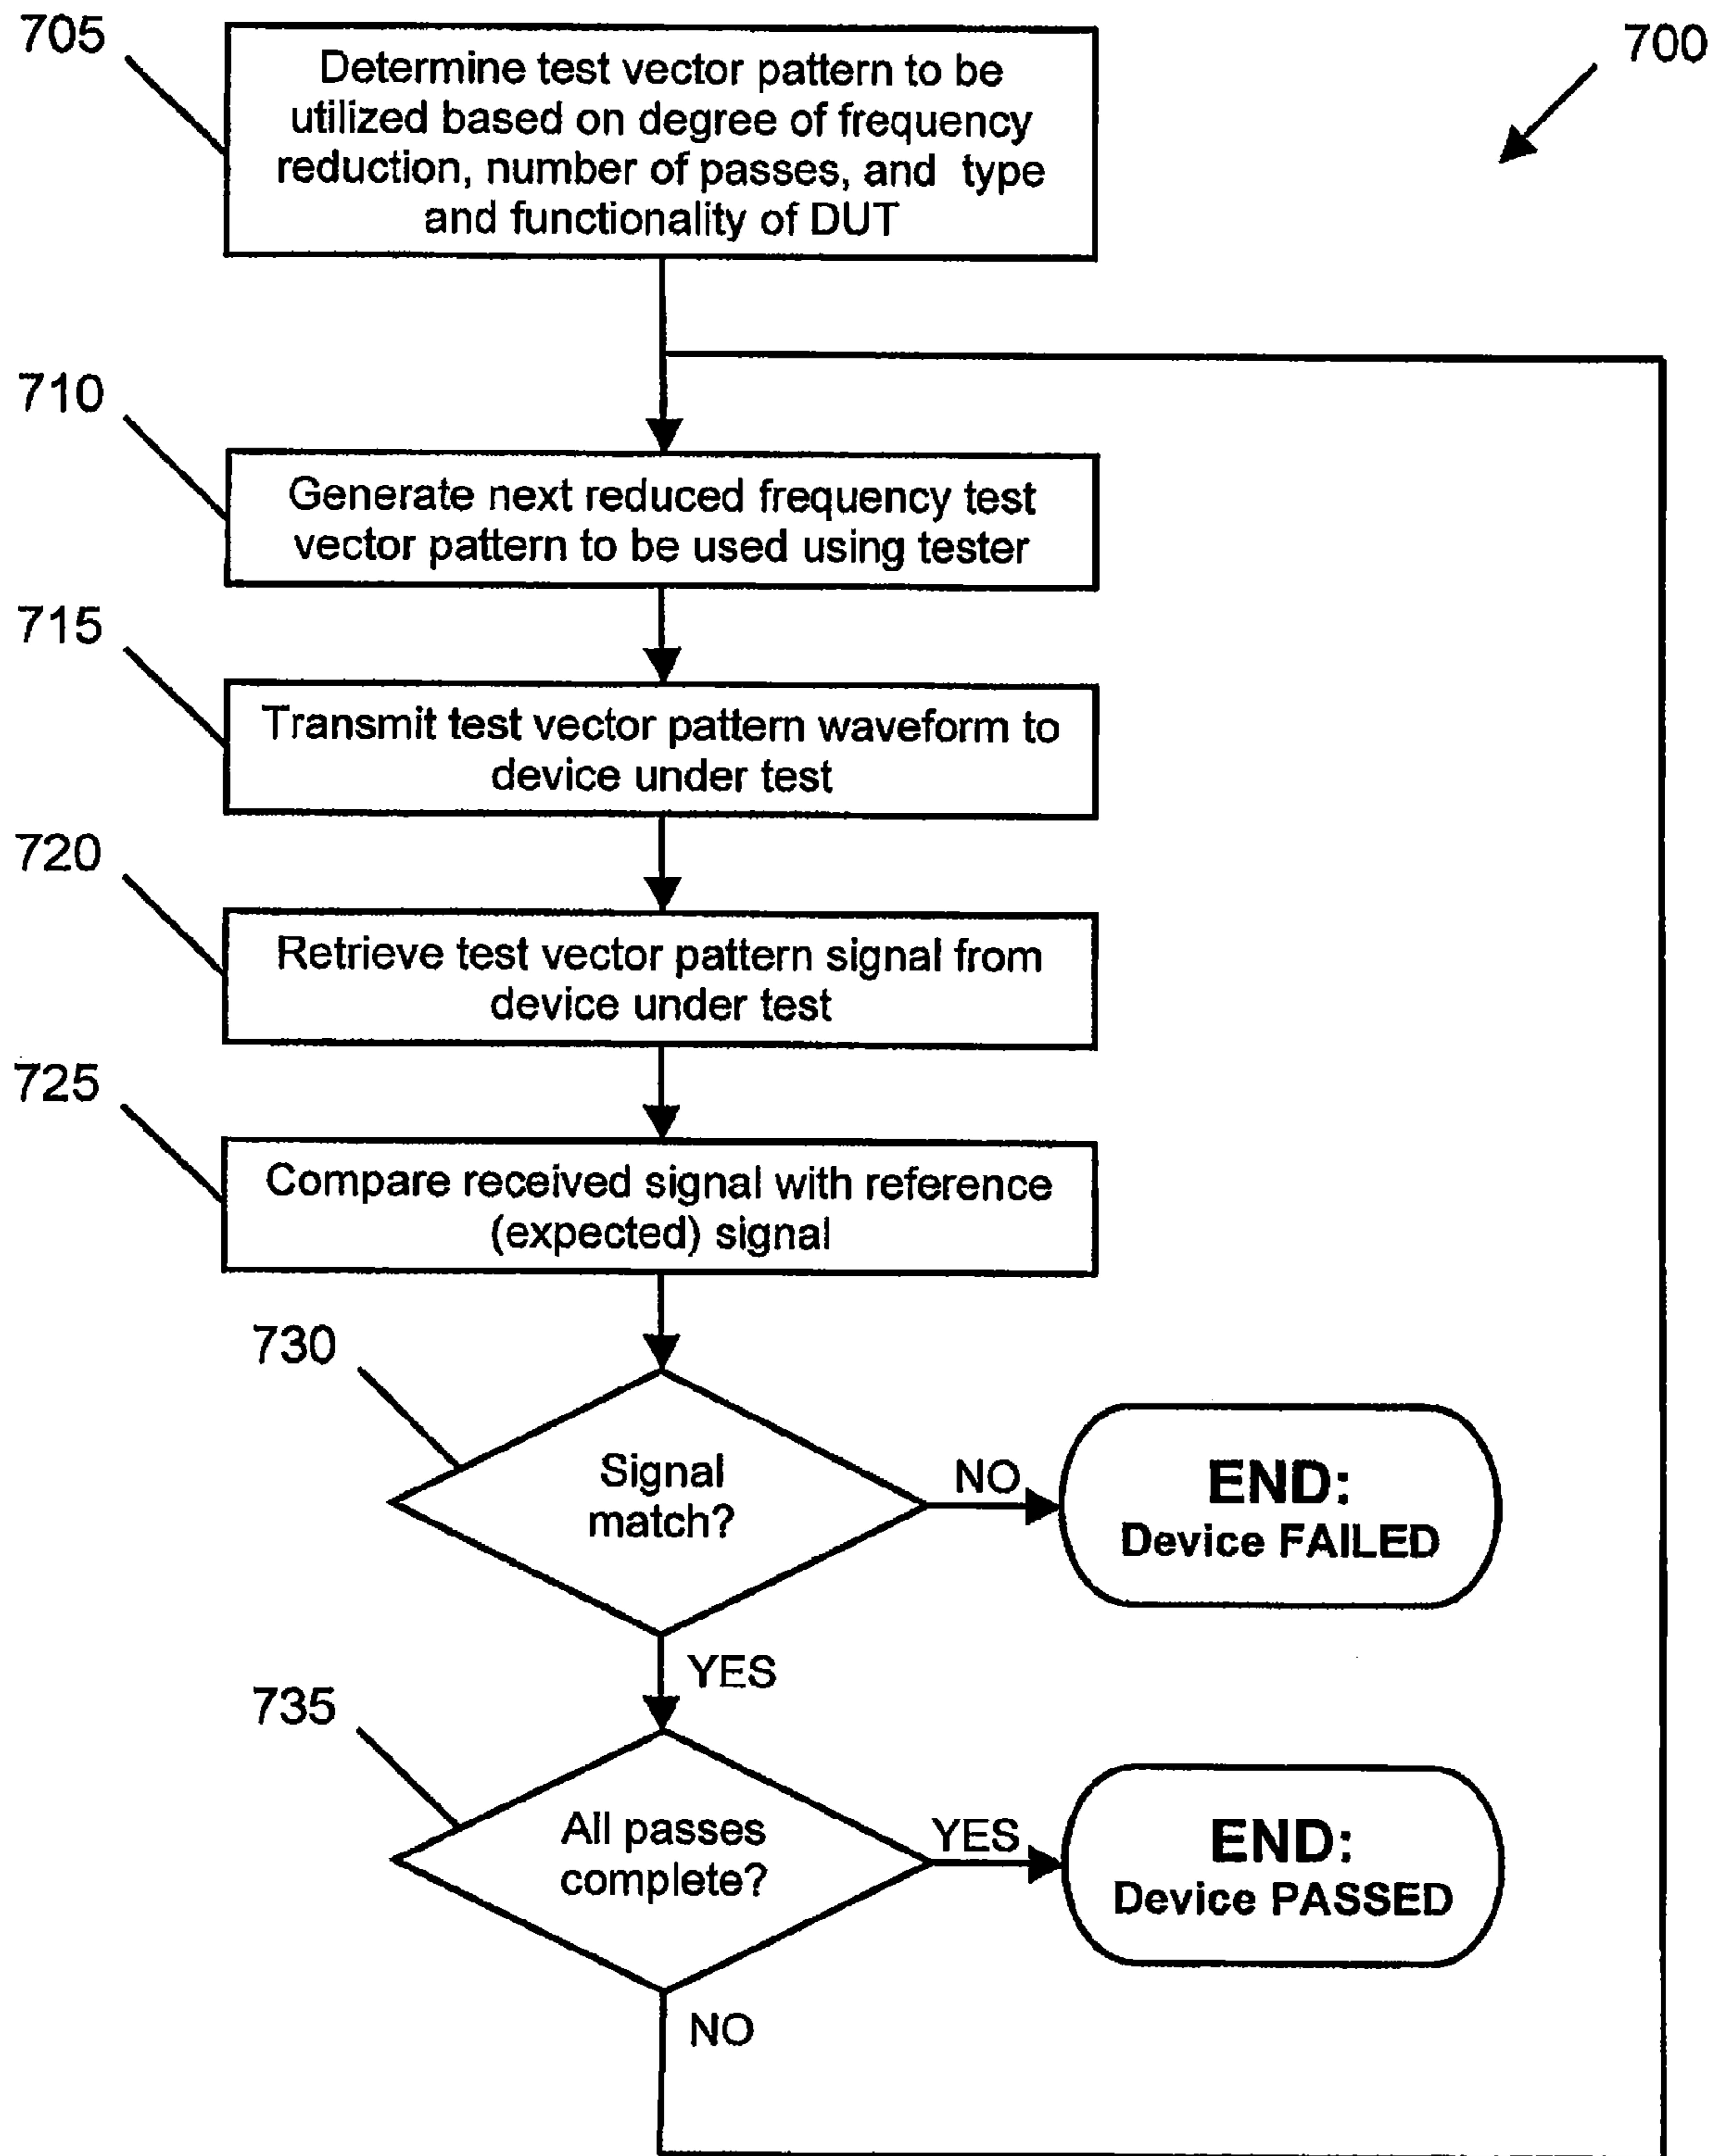 705
700
Determine test vector pattern to be
utilized based on degree of frequency
reduction, number of passes, and type
and functionality of DUT
710
Generate next reduced frequency test
vector pattern to be used using tester
715
Transmit test vector pattern waveform to
device under test
720
Retrieve test vector pattern signal from
device under test
725
Compare received signal with reference
(expected) signal
730
Signal
match?
NO
END:
Device FAILED
YES
735
All passes
complete?
YES
END:
Device PASSED
NO